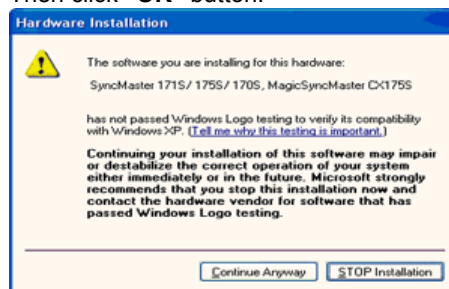 Then click "OK" button.
Hardware Installation
The software you are installing for this hardware:
SyncMaster 171S/ 175S/ 170S, MagicSyncMaster CX175S
has not passed Windows Logo testing to verify its compatibility
with Windows XP. (Tell me why this testing is important.)
Continuing your installation of this software may impair
or destabilize the correct operation of your system
either immediately or in the future. Microsoft strongly
recommends that you stop this installation now and
contact the hardware vendor for software that has
passed Windows Logo testing.
Continue Anyway
STOP Installation